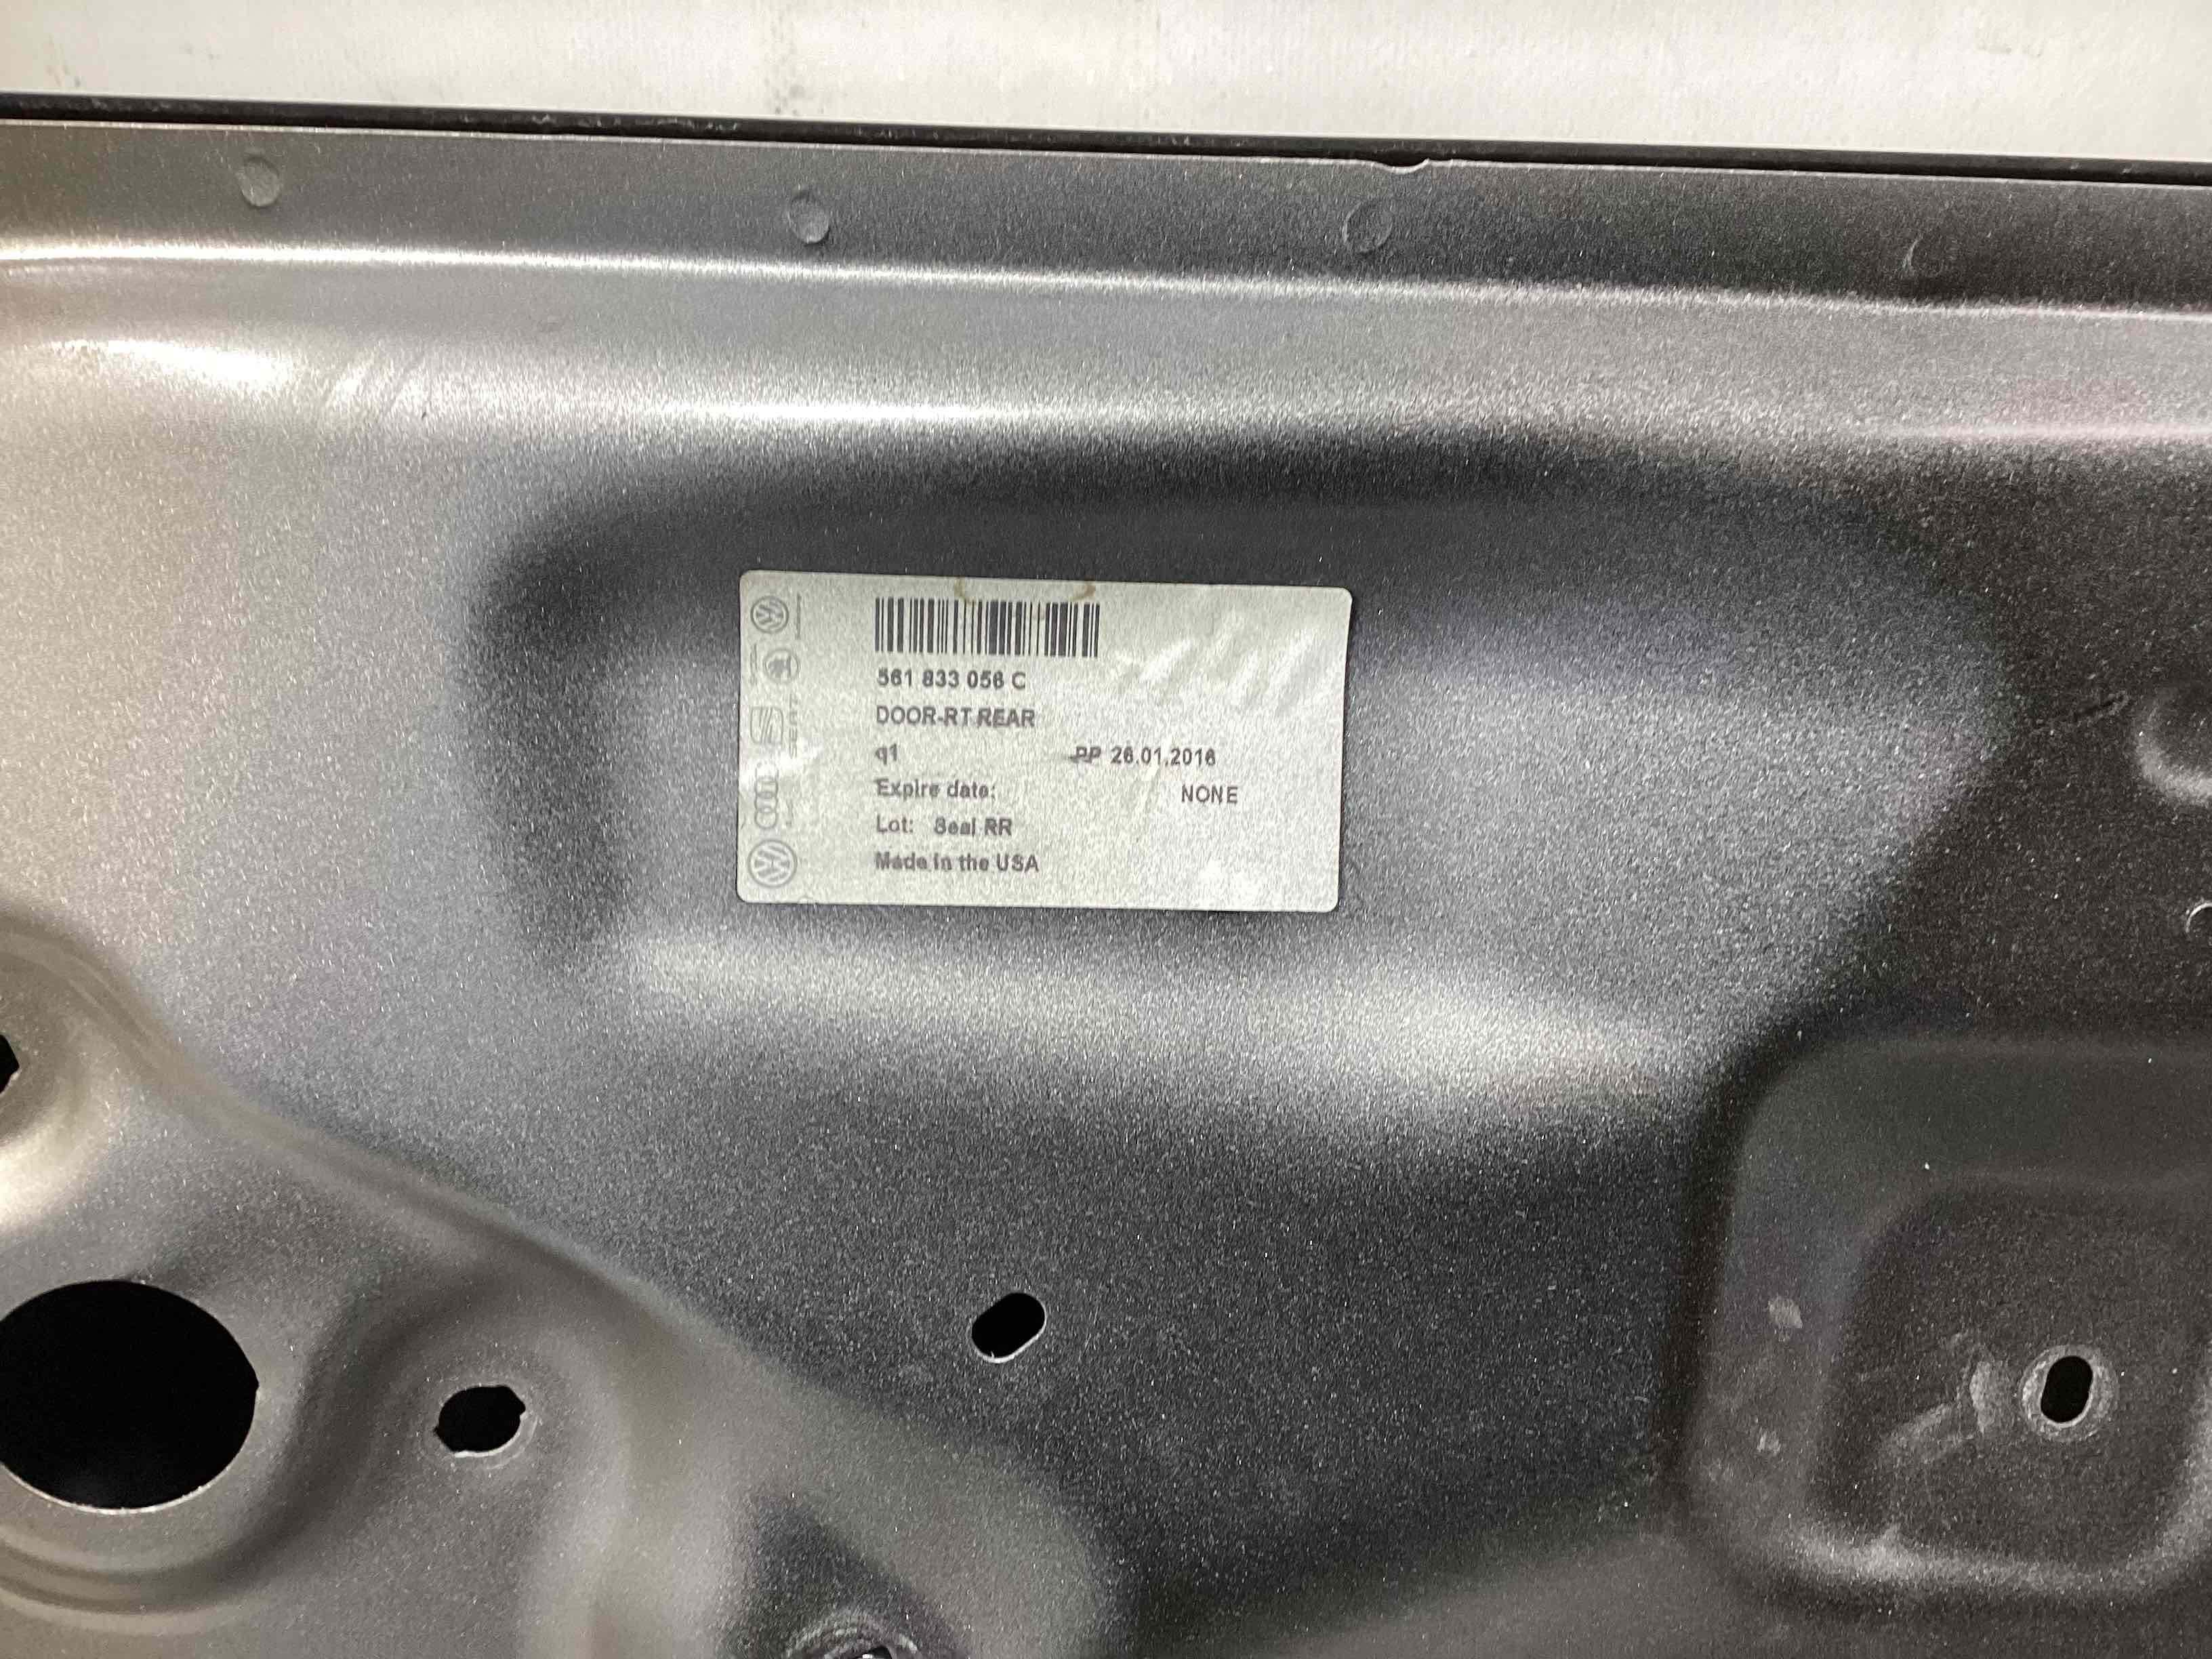 561 833 056 C
DOOR-RT REAR
q1 PP 26.01.2016
Expire date: NONE
Lot: Seal RR
Made in the USA